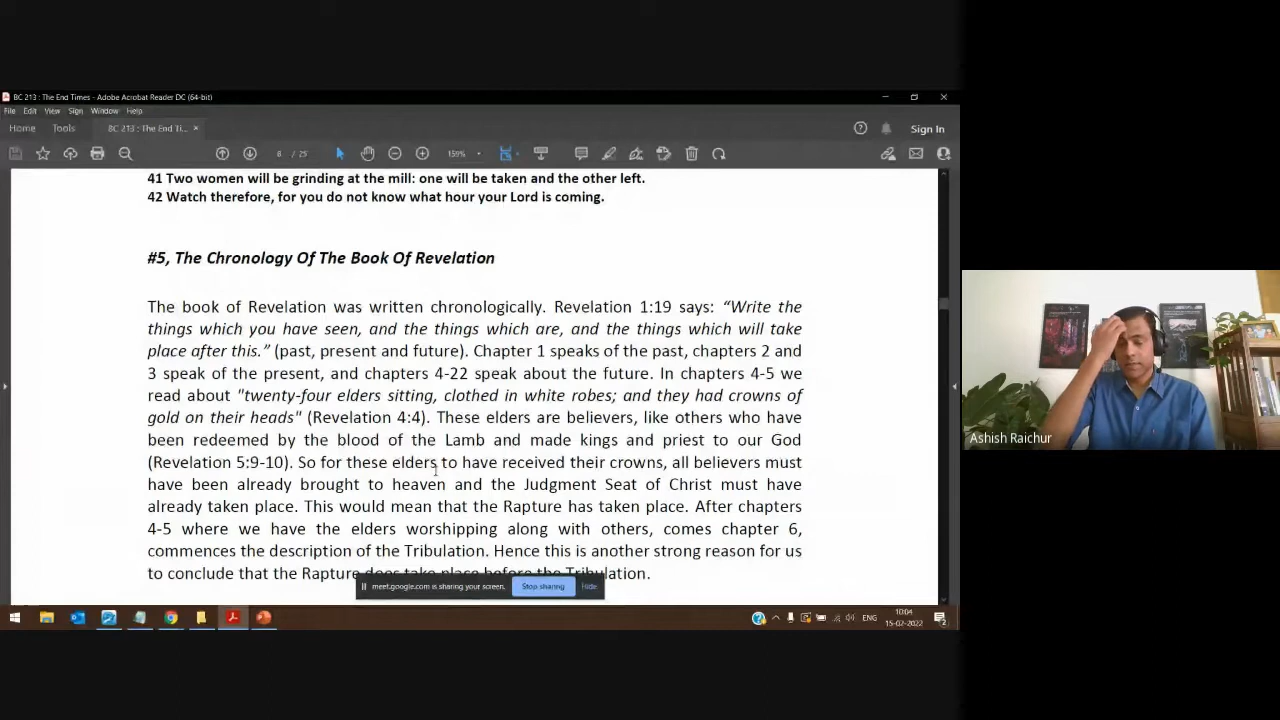 BC 213 : The End Times - Adobe Acrobat Reader DC (64-bit)
File Edit View Sign Window Help
Home Tools BC 213 : The End Ti... × Sign In
8 / 25 159%
41 Two women will be grinding at the mill: one will be taken and the other left.
42 Watch therefore, for you do not know what hour your Lord is coming.
#5, The Chronology Of The Book Of Revelation
The book of Revelation was written chronologically. Revelation 1:19 says: “Write the
things which you have seen, and the things which are, and the things which will take
place after this.” (past, present and future). Chapter 1 speaks of the past, chapters 2 and
3 speak of the present, and chapters 4-22 speak about the future. In chapters 4-5 we
read about "twenty-four elders sitting, clothed in white robes; and they had crowns of
gold on their heads" (Revelation 4:4). These elders are believers, like others who have
been redeemed by the blood of the Lamb and made kings and priest to our God
(Revelation 5:9-10). So for these elders to have received their crowns, all believers must
have been already brought to heaven and the Judgment Seat of Christ must have
already taken place. This would mean that the Rapture has taken place. After chapters
4-5 where we have the elders worshipping along with others, comes chapter 6,
commences the description of the Tribulation. Hence this is another strong reason for us
to conclude that the Rapture does take place before the Tribulation.
meet.google.com is sharing your screen. Stop sharing Hide
ENG
10:04
15-02-2022
2
Ashish Raichur